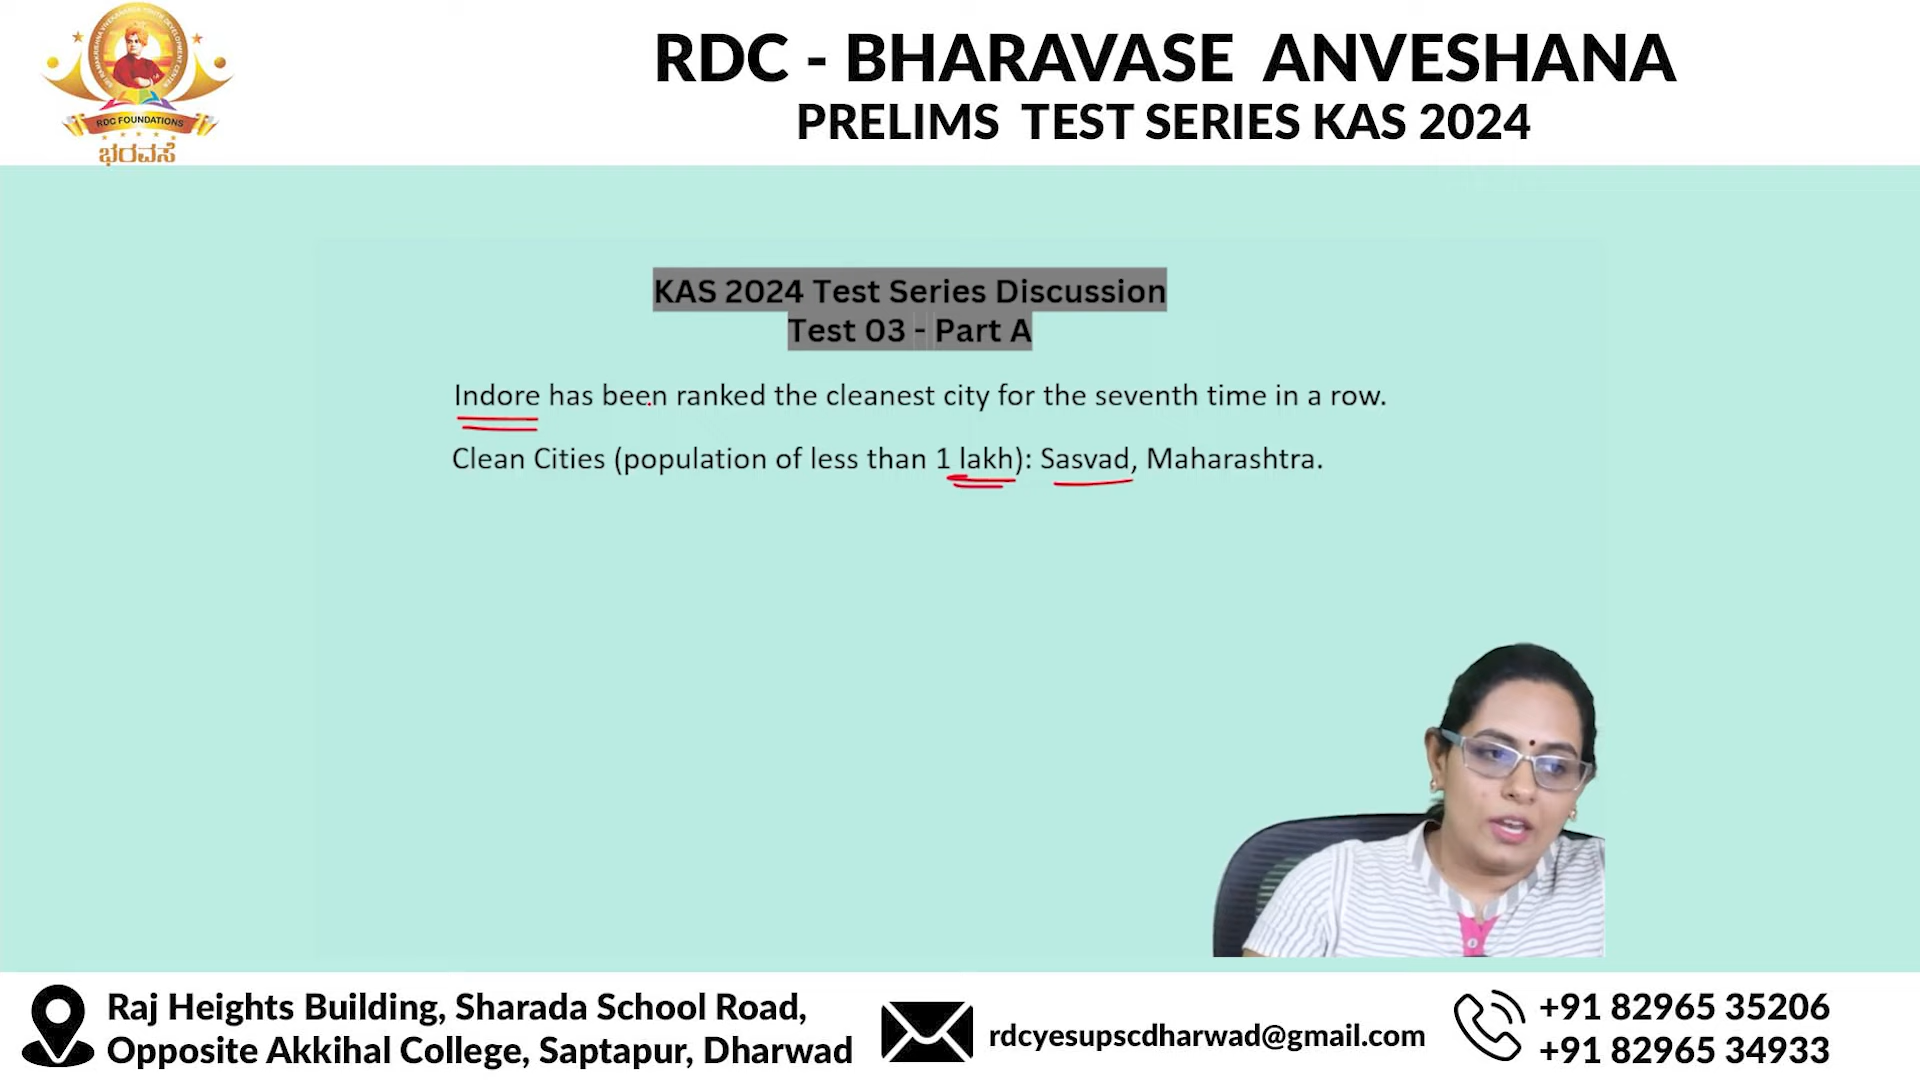 RDC FOUNDATIONS
ಭರವಸೆ
RDC - BHARAVASE ANVESHANA
PRELIMS TEST SERIES KAS 2024
KAS 2024 Test Series Discussion
Test 03 - Part A
Indore has been ranked the cleanest city for the seventh time in a row.
Clean Cities (population of less than 1 lakh): Sasvad, Maharashtra.
Raj Heights Building, Sharada School Road,
Opposite Akkihal College, Saptapur, Dharwad
rdcyesupscdharwad@gmail.com
+91 82965 35206
+91 82965 34933